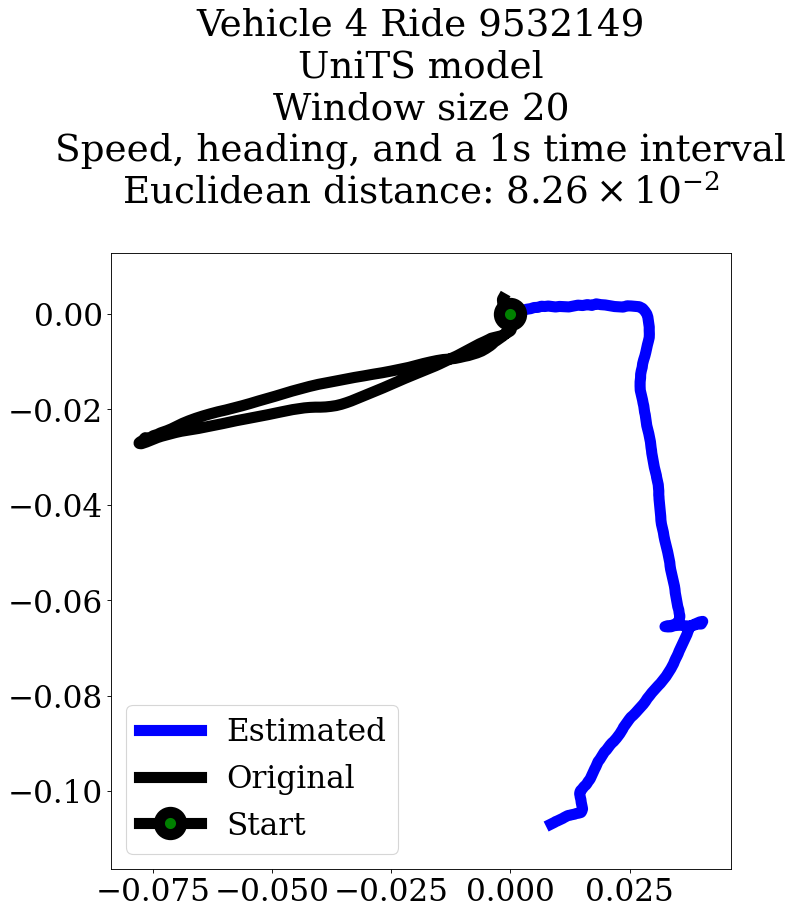 Vehicle 4 Ride 9532149
UniTS model
Window size 20
Speed, heading, and a 1s time interval
Euclidean distance: 8.26 × 10⁻²
0.00
−0.02
−0.04
−0.06
−0.08
−0.10
Estimated
Original
Start
−0.075 −0.050 −0.025 0.000 0.025